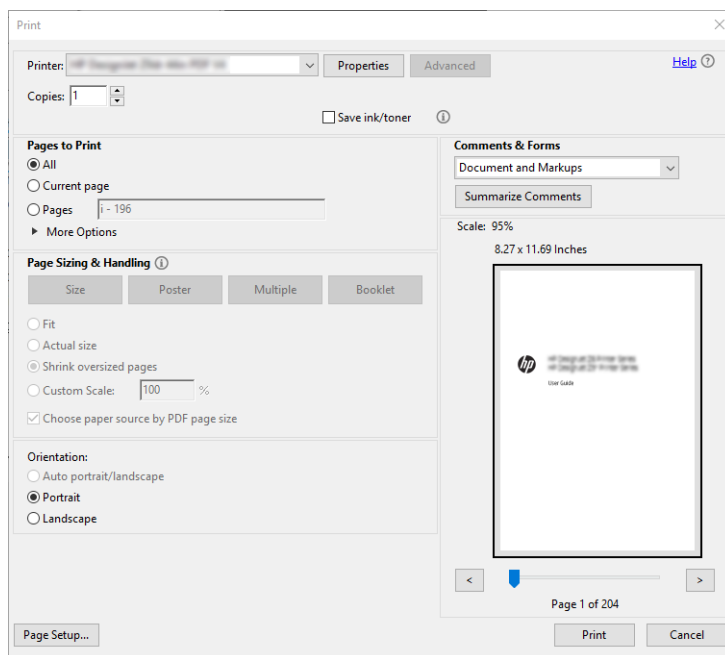 Print
Printer:
Properties
Advanced
Help
Copies: 1
Save ink/toner
Pages to Print
All
Current page
Pages i - 196
More Options
Page Sizing & Handling
Size Poster Multiple Booklet
Fit
Actual size
Shrink oversized pages
Custom Scale: 100 %
Choose paper source by PDF page size
Orientation:
Auto portrait/landscape
Portrait
Landscape
Comments & Forms
Document and Markups
Summarize Comments
Scale: 95%
8.27 x 11.69 Inches
hp
User Guide
< >
Page 1 of 204
Page Setup...
Print Cancel